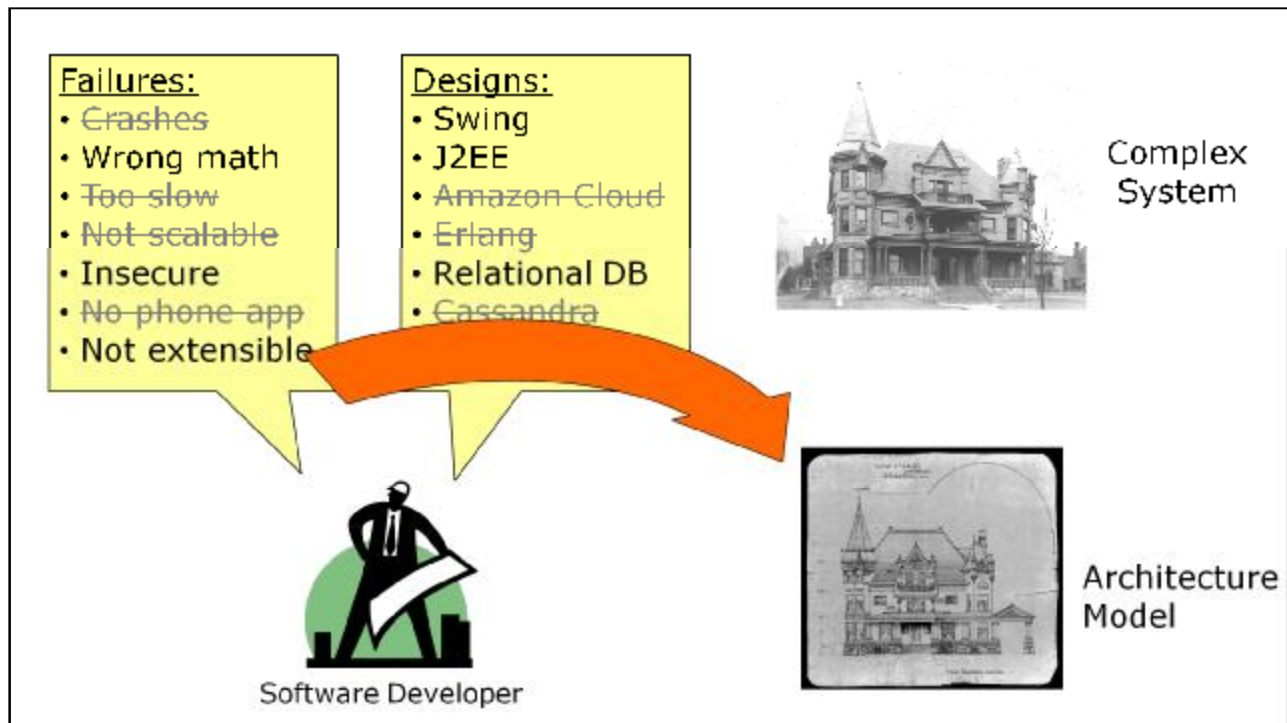 Failures:
• Crashes
• Wrong math
• Too slow
• Not scalable
• Insecure
• No phone app
• Not extensible
Designs:
• Swing
• J2EE
• Amazon Cloud
• Erlang
• Relational DB
• Cassandra
Complex
System
Software Developer
Architecture
Model